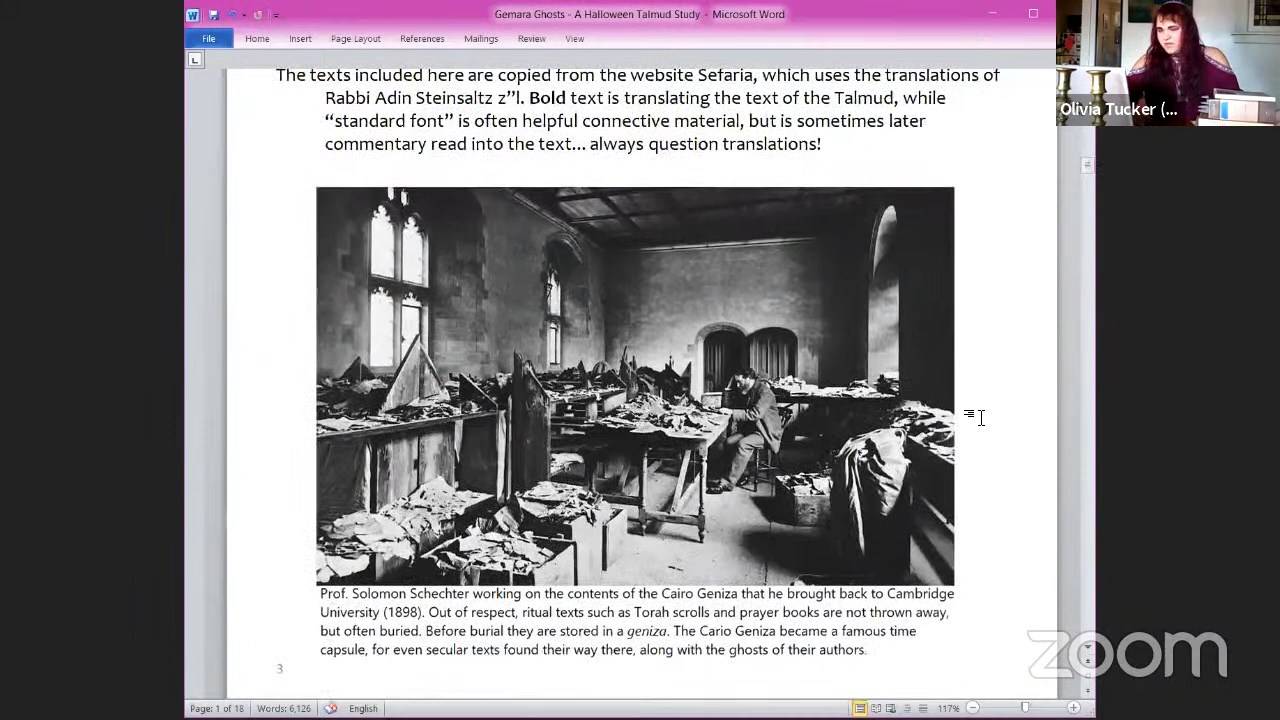 Gemara Ghosts - A Halloween Talmud Study - Microsoft Word
File Home Insert Page Layout References Mailings Review View
Olivia Tucker (...
The texts included here are copied from the website Sefaria, which uses the translations of
Rabbi Adin Steinsaltz z”l. Bold text is translating the text of the Talmud, while
“standard font” is often helpful connective material, but is sometimes later
commentary read into the text... always question translations!
Prof. Solomon Schechter working on the contents of the Cairo Geniza that he brought back to Cambridge
University (1898). Out of respect, ritual texts such as Torah scrolls and prayer books are not thrown away,
but often buried. Before burial they are stored in a geniza. The Cario Geniza became a famous time
capsule, for even secular texts found their way there, along with the ghosts of their authors.
3
zoom
Page: 1 of 18 Words: 6,126 English 117%